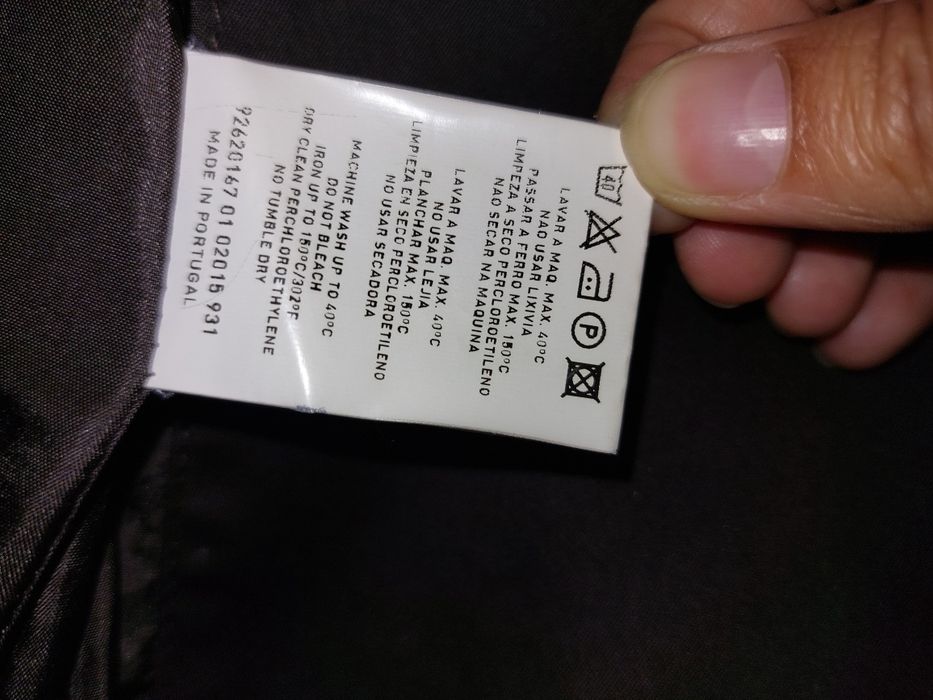 40
P
LAVAR A MAQ. MAX. 40°C
NAO USAR LIXIVIA
PASSAR A FERRO MAX. 150°C
LIMPEZA A SECO PERCLOROETILENO
NAO SECAR NA MAQUINA
LAVAR A MAQ. MAX. 40°C
NO USAR LEJIA
PLANCHAR MAX. 150°C
LIMPIEZA EN SECO PERCLOROETILENO
NO USAR SECADORA
MACHINE WASH UP TO 40°C
DO NOT BLEACH
IRON UP TO 150°C/302°F
DRY CLEAN PERCHLOROETHYLENE
NO TUMBLE DRY
92620167 01 02015 931
MADE IN PORTUGAL